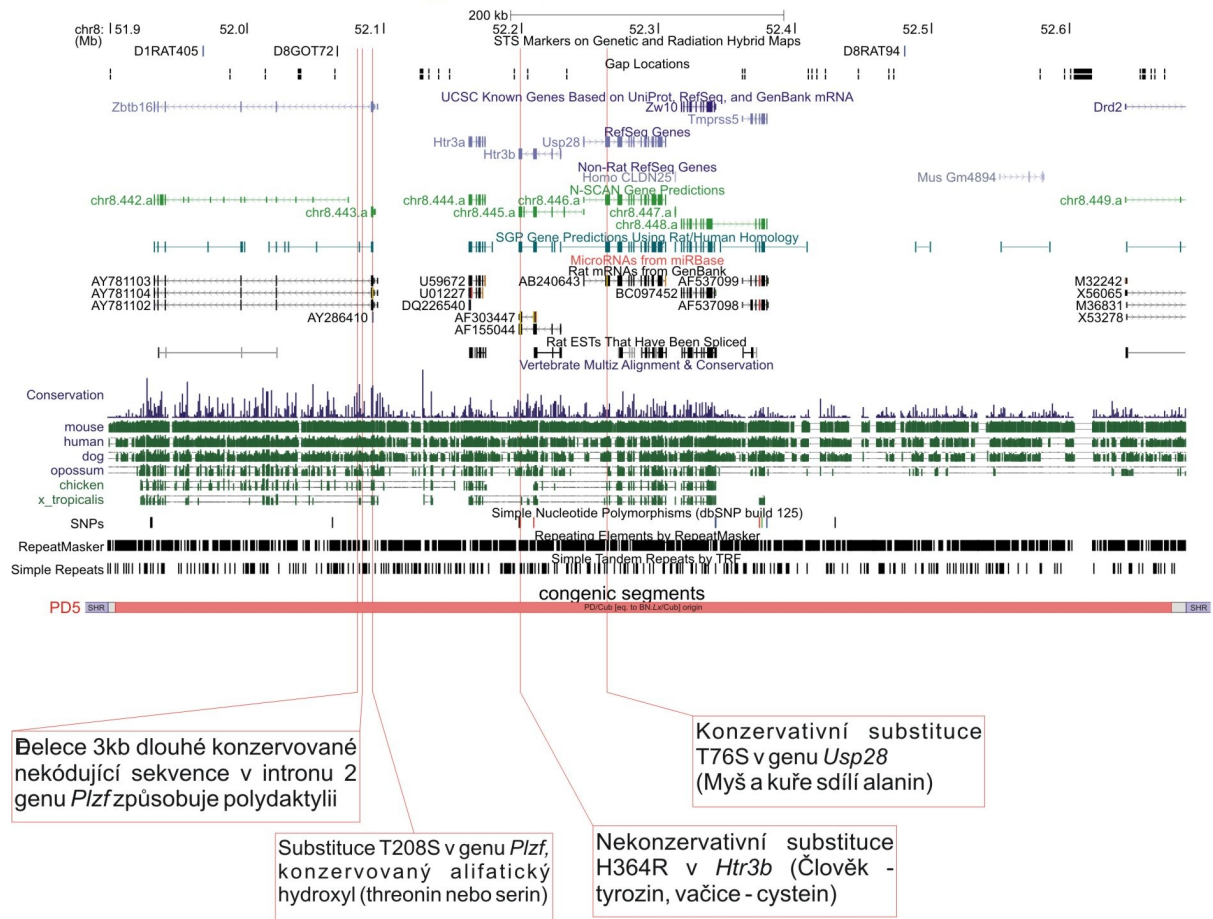 200 kb
chr8: 51.9 52.0 52.1 52.2 52.3 52.4 52.5 52.6
(Mb)
STS Markers on Genetic and Radiation Hybrid Maps
D1RAT405 D8GOT72 D8RAT94
Gap Locations
UCSC Known Genes Based on UniProt, RefSeq, and GenBank mRNA
Zbtb16 Zw10 Drd2
Tmprss5
RefSeq Genes
Htr3a Usp28
Htr3b
Non-Rat RefSeq Genes
Homo CLDN25 Mus Gm4894
N-SCAN Gene Predictions
chr8.442.a chr8.444.a chr8.446.a chr8.449.a
chr8.443.a chr8.445.a chr8.447.a
chr8.448.a
SGP Gene Predictions Using Rat/Human Homology
MicroRNAs from miRBase
Rat mRNAs from GenBank
AY781103 U59672 AB240643 AF537099 M32242
AY781104 U01227 BC097452 X56065
AY781102 DQ226540 AF537098 M36831
AY286410 AF303447 X53278
AF155044
Rat ESTs That Have Been Spliced
Vertebrate Multiz Alignment & Conservation
Conservation
mouse
human
dog
opossum
chicken
x_tropicalis
Simple Nucleotide Polymorphisms (dbSNP build 125)
SNPs
Repeating Elements by RepeatMasker
RepeatMasker
Simple Tandem Repeats by TRF
Simple Repeats
congenic segments
PD5 SHR PD/Cub [eq. to BN.Lx/Cub] origin SHR
Delece 3kb dlouhé konzervované
nekódující sekvence v intronu 2
genu Plzf způsobuje polydaktylii
Substituce T208S v genu Plzf,
konzervovaný alifatický
hydroxyl (threonin nebo serin)
Nekonzervativní substituce
H364R v Htr3b (Člověk -
tyrozin, vačice - cystein)
Konzervativní substituce
T76S v genu Usp28
(Myš a kuře sdílí alanin)